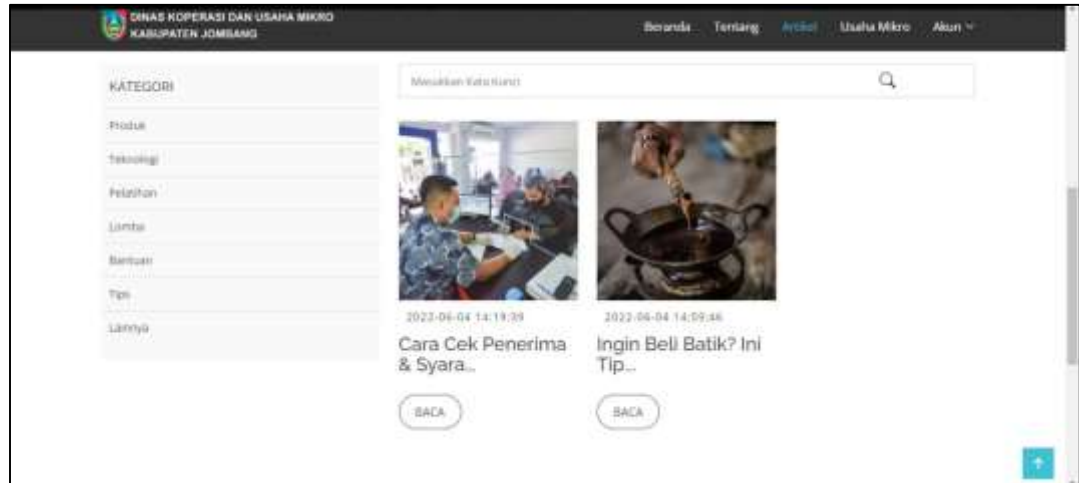 DINAS KOPERASI DAN USAHA MIKRO
KABUPATEN JOMBANG
Beranda Tentang Artikel Usaha Mikro Akun
KATEGORI
Produk
Teknologi
Pelatihan
Lomba
Bantuan
Tips
Lainnya
Masukkan Kata Kunci
2022-06-04 14:19:39
Cara Cek Penerima
& Syara...
BACA
2022-06-04 14:09:46
Ingin Beli Batik? Ini
Tip...
BACA